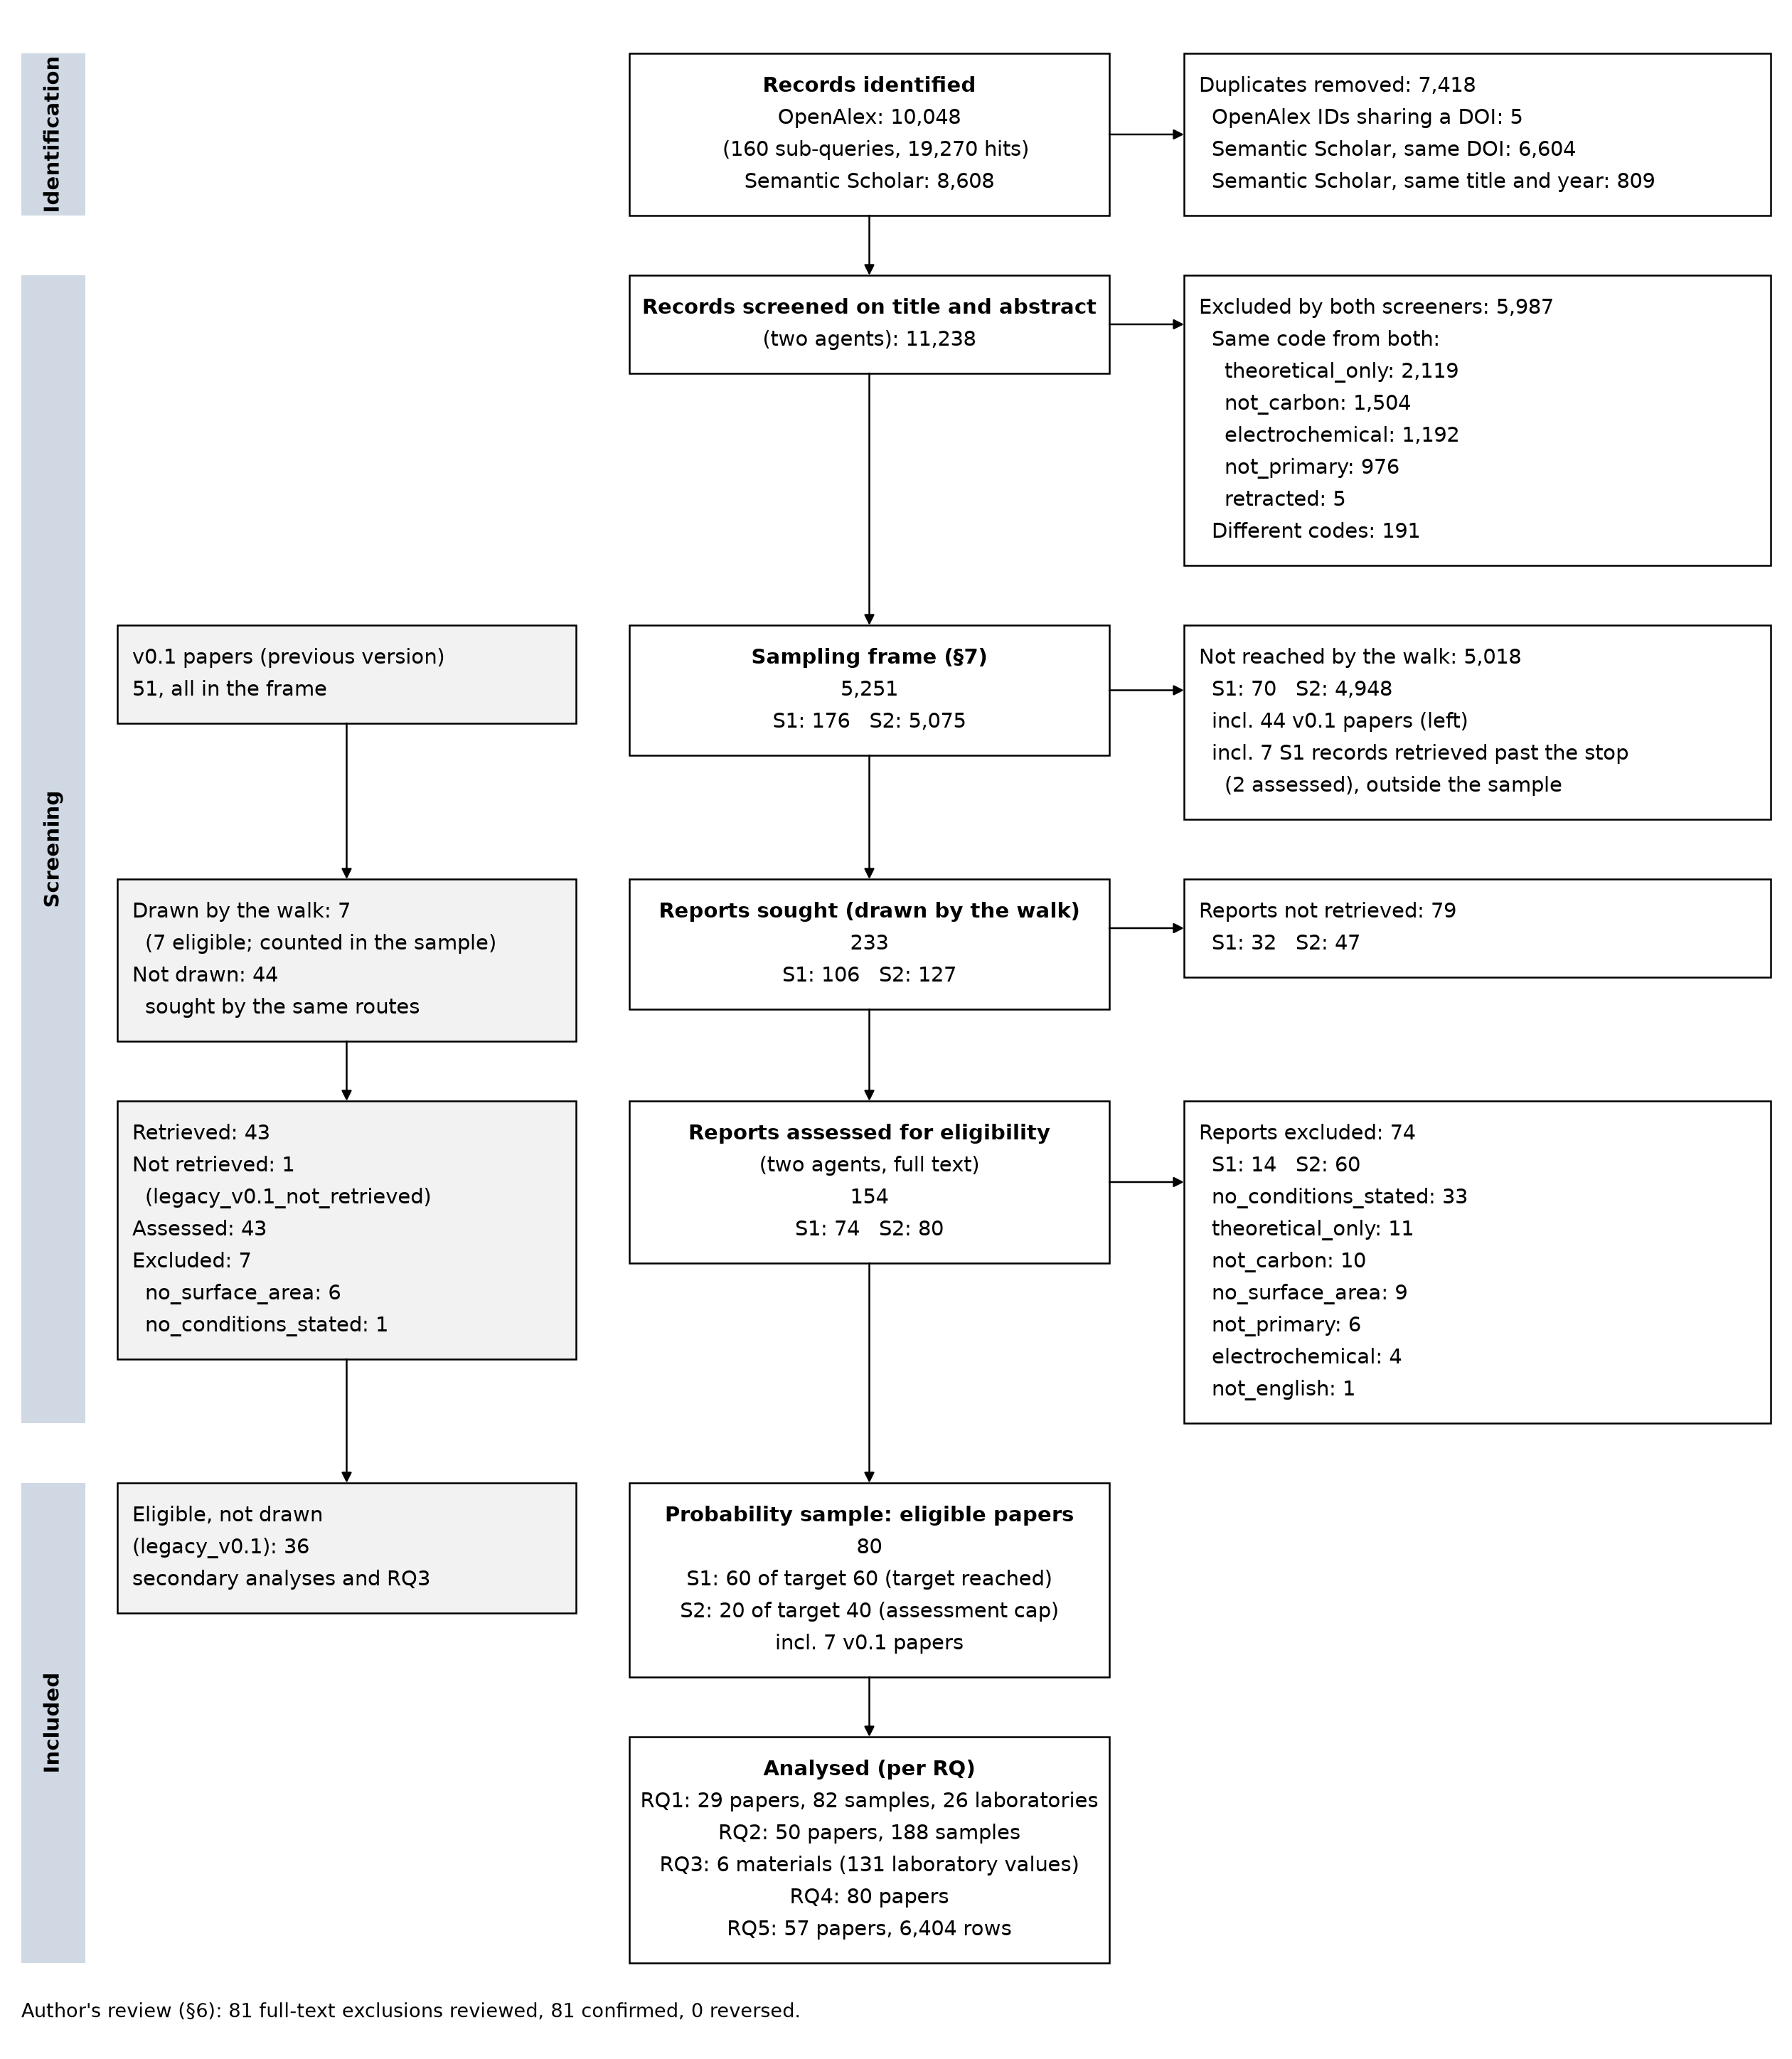 Identification
Records identified
OpenAlex: 10,048
(160 sub-queries, 19,270 hits)
Semantic Scholar: 8,608
Duplicates removed: 7,418
OpenAlex IDs sharing a DOI: 5
Semantic Scholar, same DOI: 6,604
Semantic Scholar, same title and year: 809
Screening
Records screened on title and abstract
(two agents): 11,238
Excluded by both screeners: 5,987
Same code from both:
theoretical_only: 2,119
not_carbon: 1,504
electrochemical: 1,192
not_primary: 976
retracted: 5
Different codes: 191
v0.1 papers (previous version)
51, all in the frame
Sampling frame (§7)
5,251
S1: 176   S2: 5,075
Not reached by the walk: 5,018
S1: 70   S2: 4,948
incl. 44 v0.1 papers (left)
incl. 7 S1 records retrieved past the stop
(2 assessed), outside the sample
Drawn by the walk: 7
(7 eligible; counted in the sample)
Not drawn: 44
sought by the same routes
Reports sought (drawn by the walk)
233
S1: 106   S2: 127
Reports not retrieved: 79
S1: 32   S2: 47
Retrieved: 43
Not retrieved: 1
(legacy_v0.1_not_retrieved)
Assessed: 43
Excluded: 7
no_surface_area: 6
no_conditions_stated: 1
Reports assessed for eligibility
(two agents, full text)
154
S1: 74   S2: 80
Reports excluded: 74
S1: 14   S2: 60
no_conditions_stated: 33
theoretical_only: 11
not_carbon: 10
no_surface_area: 9
not_primary: 6
electrochemical: 4
not_english: 1
Included
Eligible, not drawn
(legacy_v0.1): 36
secondary analyses and RQ3
Probability sample: eligible papers
80
S1: 60 of target 60 (target reached)
S2: 20 of target 40 (assessment cap)
incl. 7 v0.1 papers
Analysed (per RQ)
RQ1: 29 papers, 82 samples, 26 laboratories
RQ2: 50 papers, 188 samples
RQ3: 6 materials (131 laboratory values)
RQ4: 80 papers
RQ5: 57 papers, 6,404 rows
Author's review (§6): 81 full-text exclusions reviewed, 81 confirmed, 0 reversed.